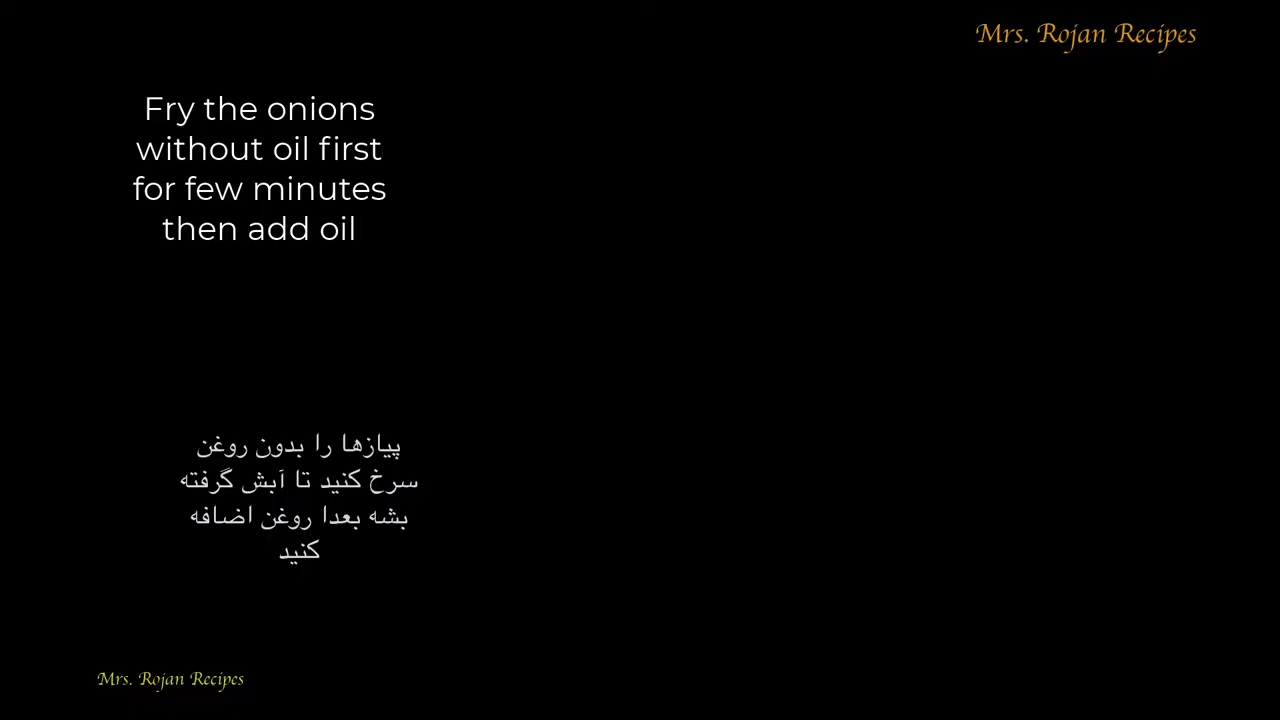 Mrs. Rojan Recipes
Fry the onions
without oil first
for few minutes
then add oil
پیازها را بدون روغن
سرخ کنید تا آبش گرفته
بشه بعدا روغن اضافه
کنید
Mrs. Rojan Recipes